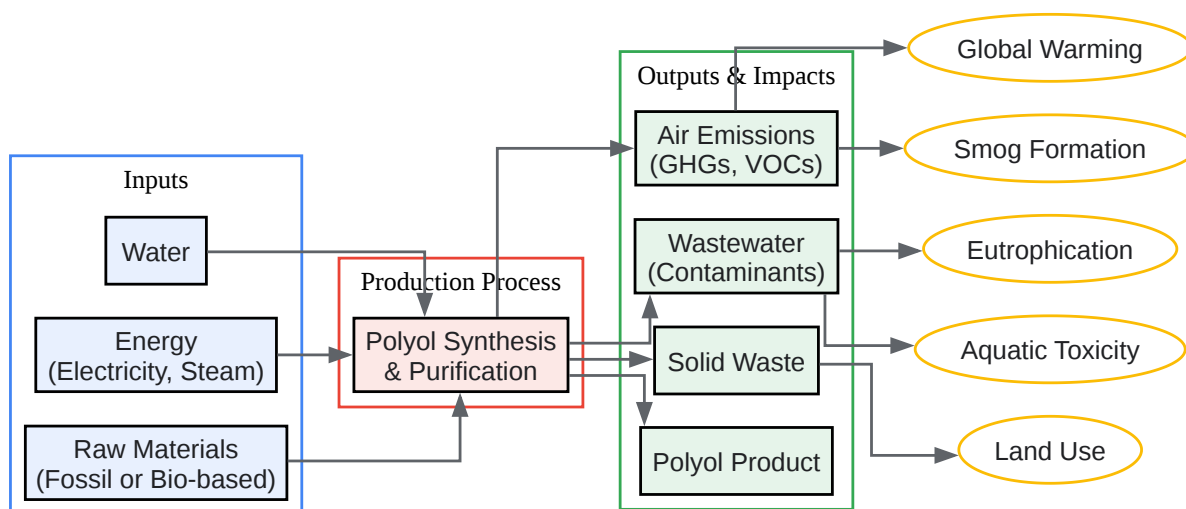 Inputs
Water
Energy
(Electricity, Steam)
Raw Materials
(Fossil or Bio-based)
Production Process
Polyol Synthesis
& Purification
Outputs & Impacts
Air Emissions
(GHGs, VOCs)
Wastewater
(Contaminants)
Solid Waste
Polyol Product
Global Warming
Smog Formation
Eutrophication
Aquatic Toxicity
Land Use